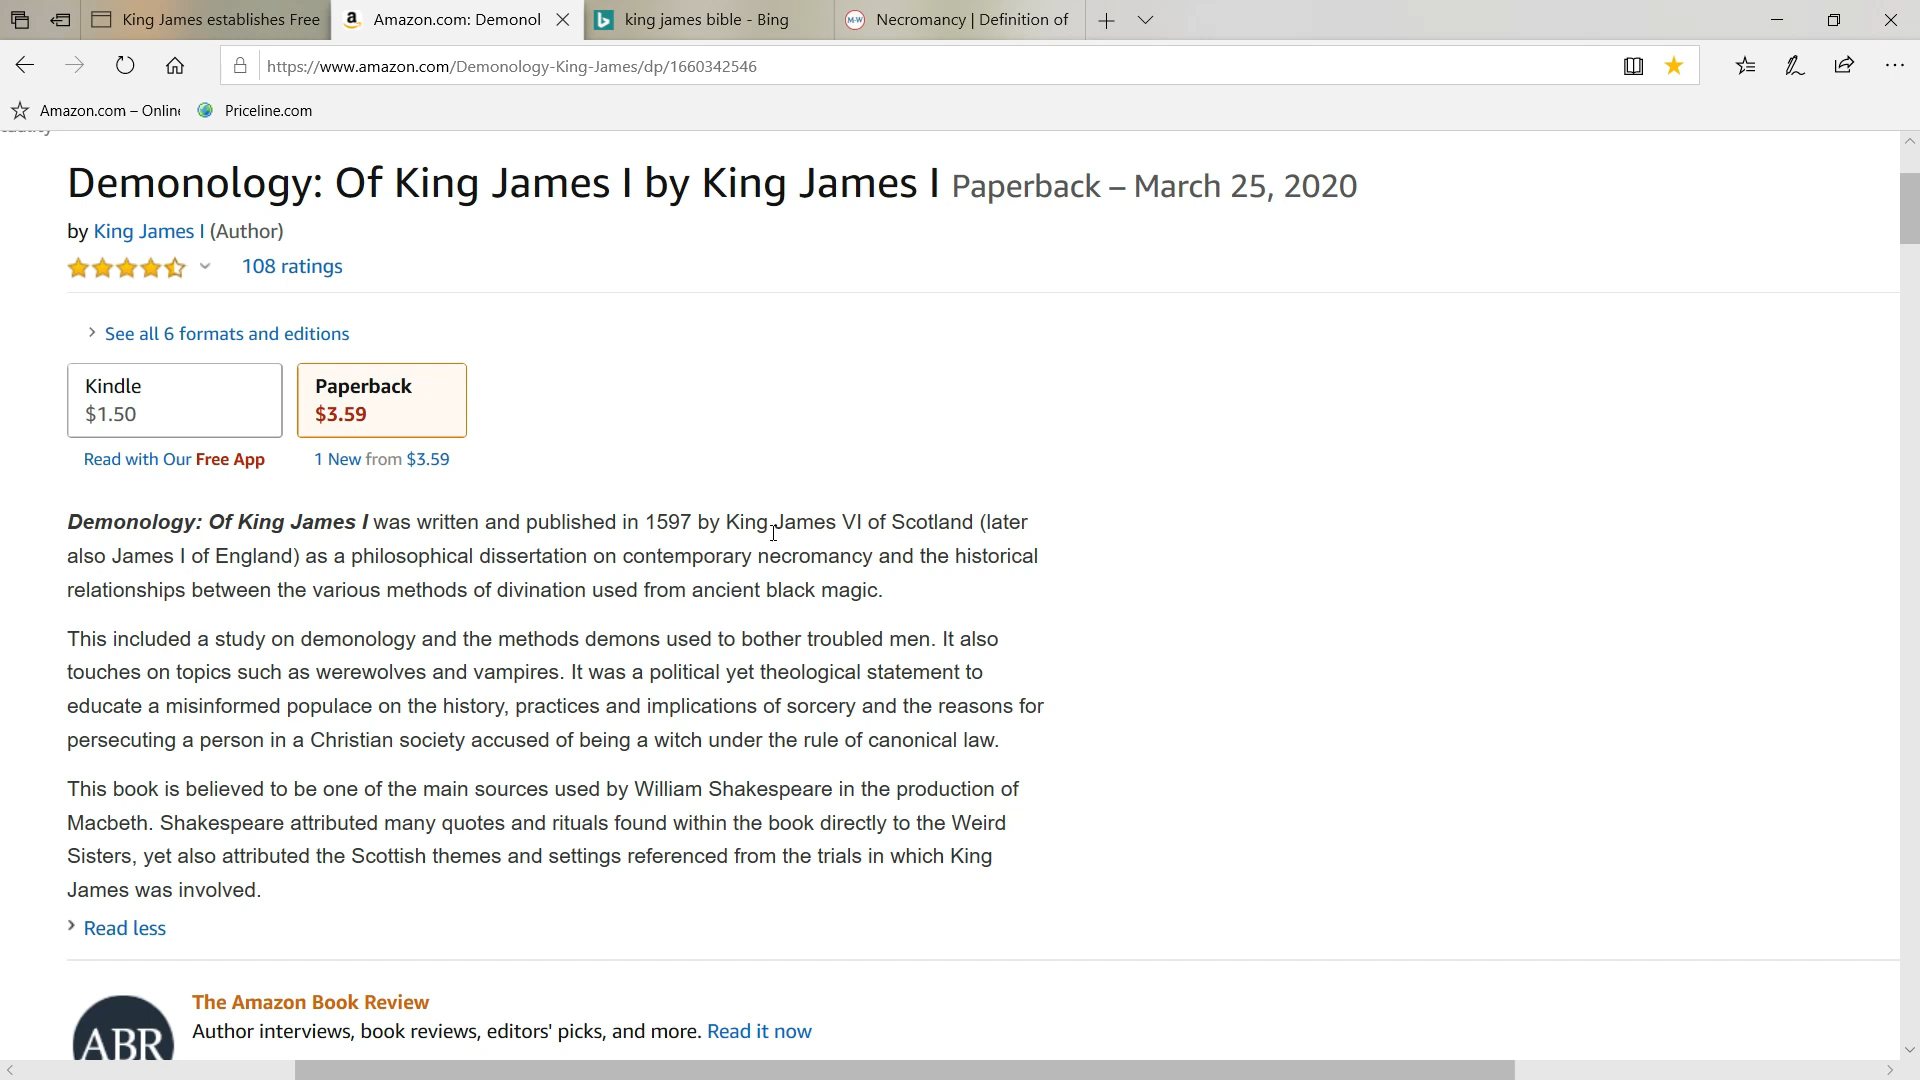 King James establishes Free
Amazon.com: Demonol
king james bible - Bing
Necromancy | Definition of
https://www.amazon.com/Demonology-King-James/dp/1660342546
Amazon.com – Online
Priceline.com
Demonology: Of King James I by King James I Paperback – March 25, 2020
by King James I (Author)
108 ratings
See all 6 formats and editions
Kindle
$1.50
Paperback
$3.59
Read with Our Free App
1 New from $3.59
Demonology: Of King James I was written and published in 1597 by King James VI of Scotland (later
also James I of England) as a philosophical dissertation on contemporary necromancy and the historical
relationships between the various methods of divination used from ancient black magic.
This included a study on demonology and the methods demons used to bother troubled men. It also
touches on topics such as werewolves and vampires. It was a political yet theological statement to
educate a misinformed populace on the history, practices and implications of sorcery and the reasons for
persecuting a person in a Christian society accused of being a witch under the rule of canonical law.
This book is believed to be one of the main sources used by William Shakespeare in the production of
Macbeth. Shakespeare attributed many quotes and rituals found within the book directly to the Weird
Sisters, yet also attributed the Scottish themes and settings referenced from the trials in which King
James was involved.
Read less
ABR
The Amazon Book Review
Author interviews, book reviews, editors' picks, and more. Read it now